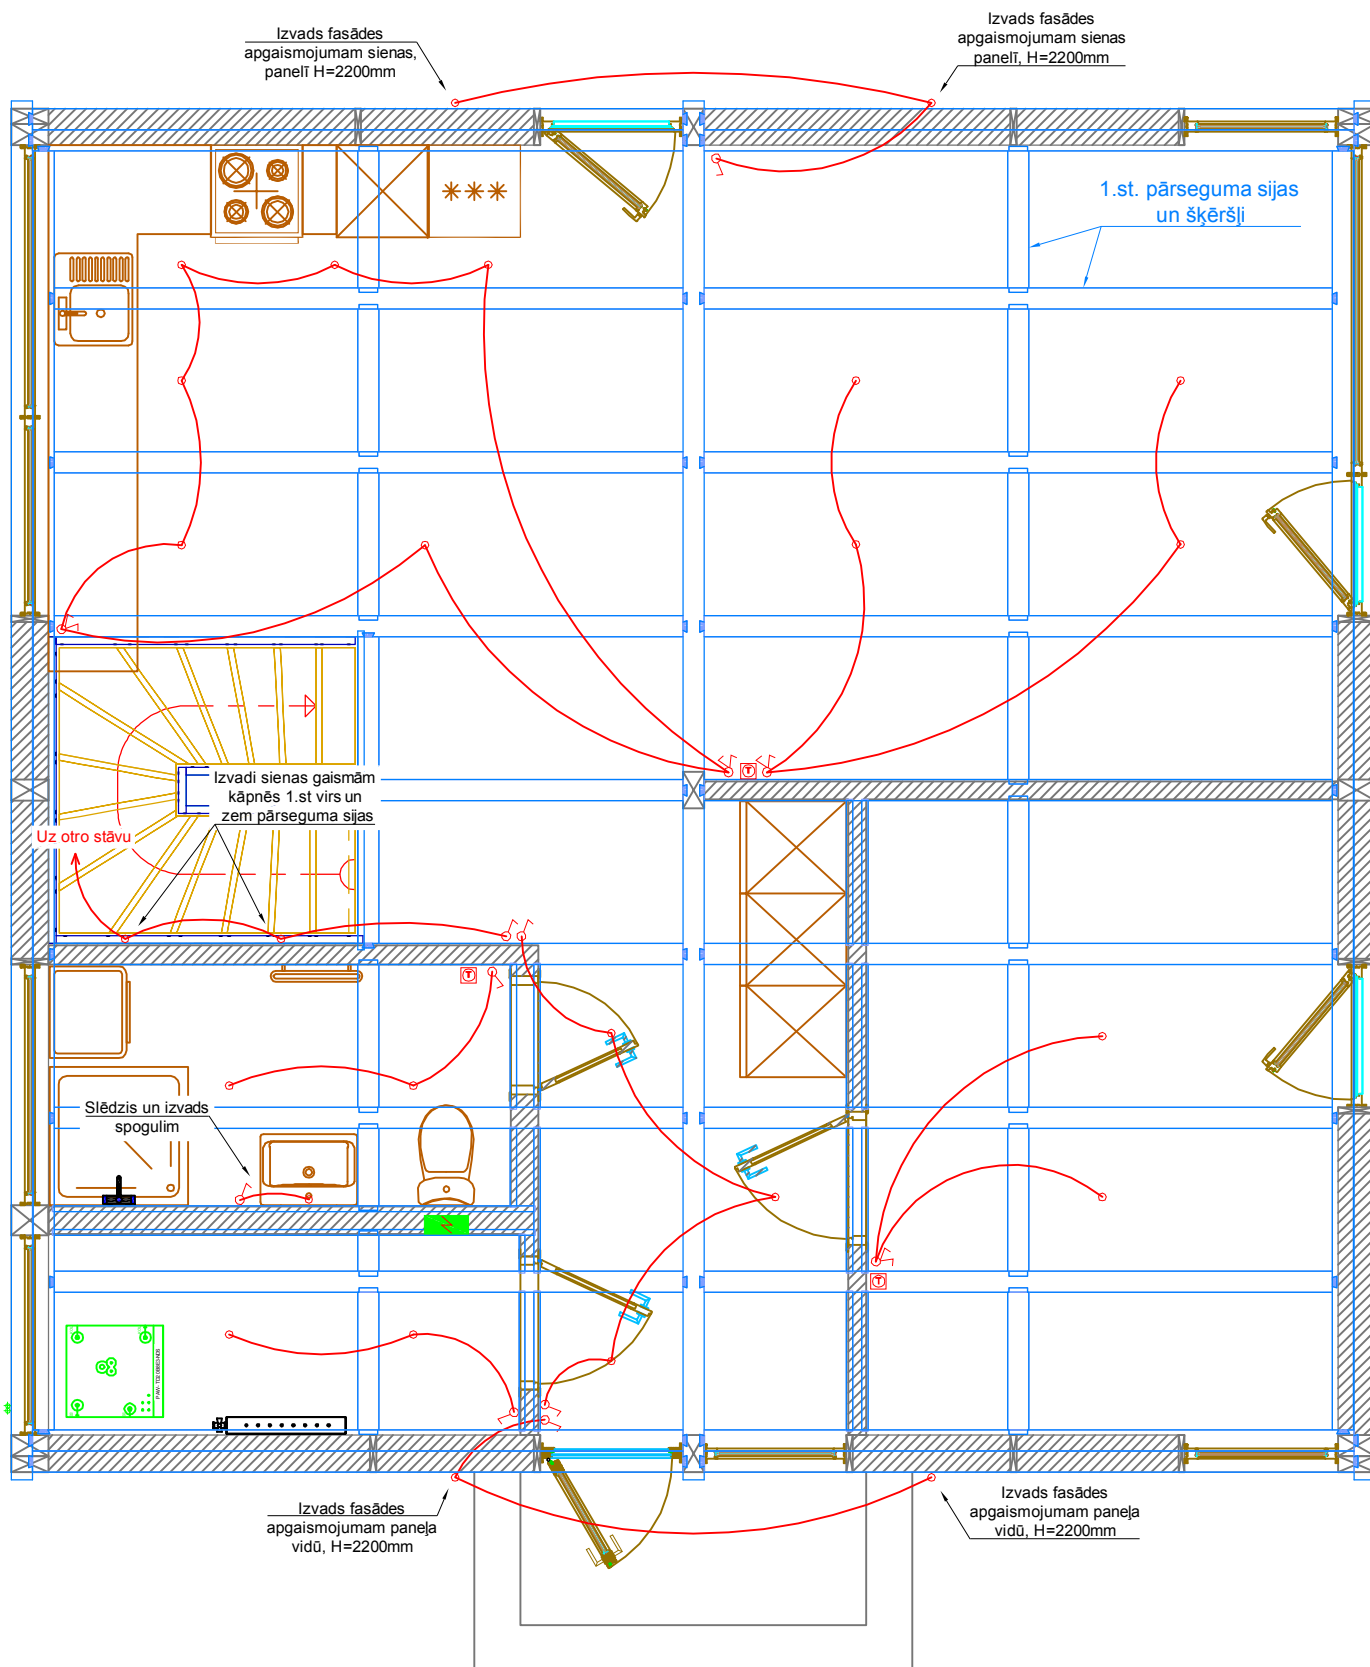 Izvads fasādes
apgaismojumam sienas,
panelī H=2200mm
Izvads fasādes
apgaismojumam sienas
panelī, H=2200mm
1.st. pārseguma sijas
un šķēršļi
Izvadi sienas gaismām
kāpnēs 1.st virs un
zem pārseguma sijas
Uz otro stāvu
T
T
Slēdzis un izvads
spogulim
T
Izvads fasādes
apgaismojumam paneļa
vidū, H=2200mm
Izvads fasādes
apgaismojumam paneļa
vidū, H=2200mm